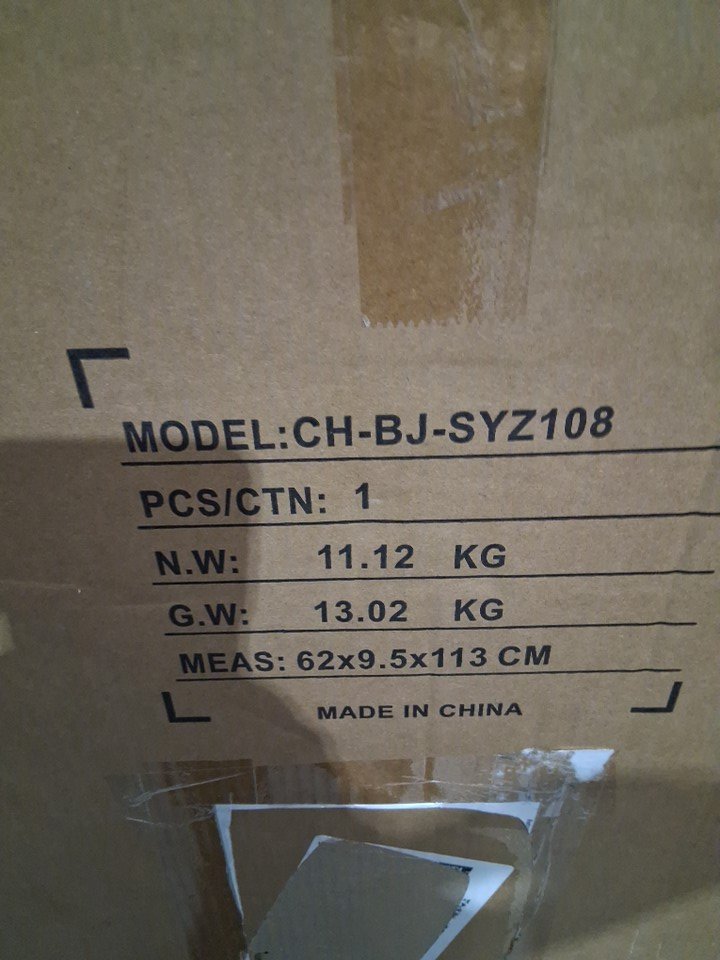 MODEL:CH-BJ-SYZ108
PCS/CTN: 1
N.W: 11.12 KG
G.W: 13.02 KG
MEAS: 62x9.5x113 CM
MADE IN CHINA